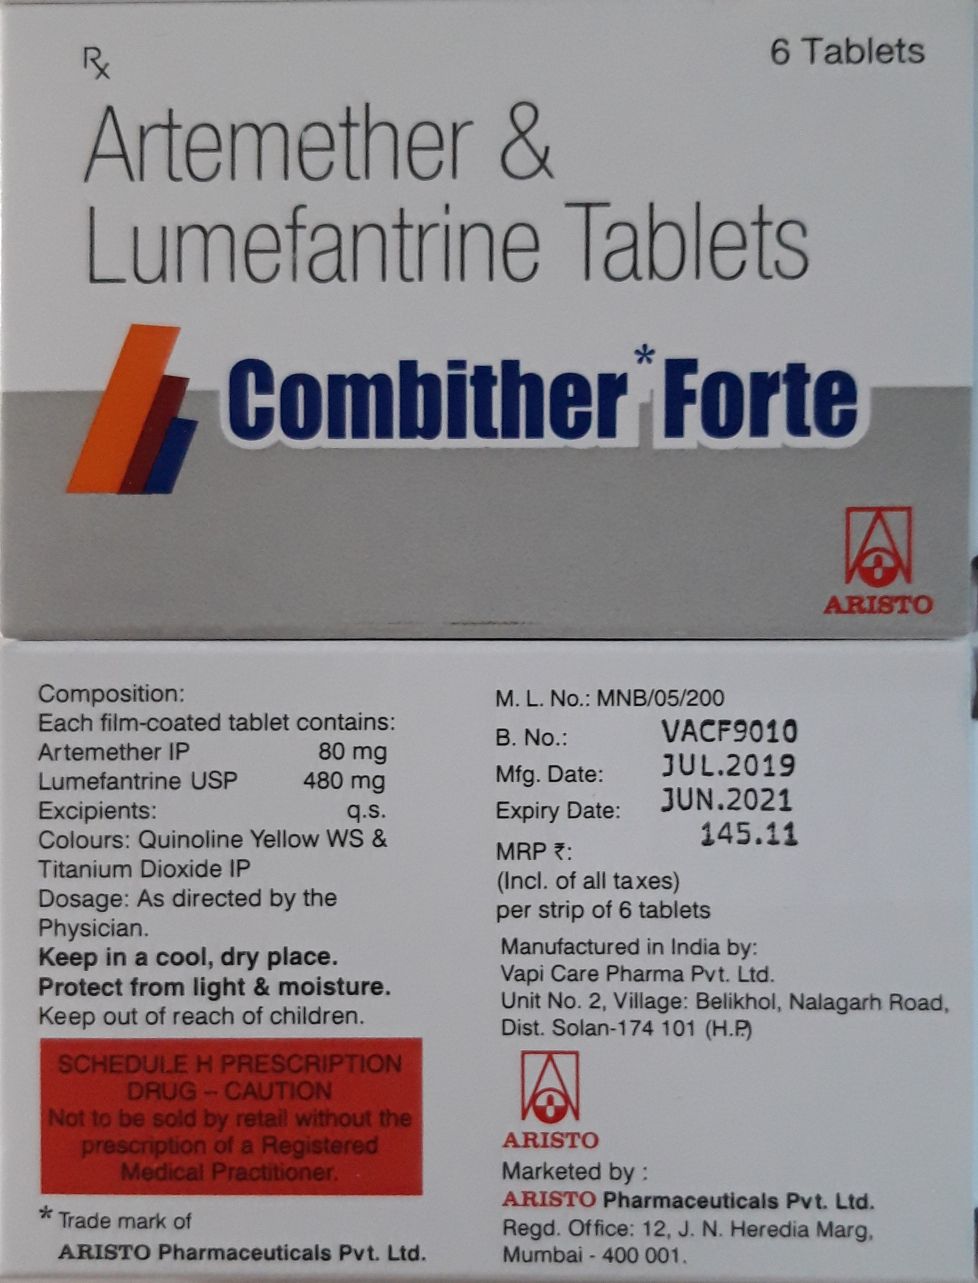 Rx
6 Tablets
Artemether &
Lumefantrine Tablets
Combither* Forte
ARISTO
Composition:
Each film-coated tablet contains:
Artemether IP 80 mg
Lumefantrine USP 480 mg
Excipients: q.s.
Colours: Quinoline Yellow WS &
Titanium Dioxide IP
Dosage: As directed by the
Physician.
Keep in a cool, dry place.
Protect from light & moisture.
Keep out of reach of children.
SCHEDULE H PRESCRIPTION
DRUG – CAUTION
Not to be sold by retail without the
prescription of a Registered
Medical Practitioner.
* Trade mark of
ARISTO Pharmaceuticals Pvt. Ltd.
M. L. No.: MNB/05/200
B. No.: VACF9010
Mfg. Date: JUL.2019
Expiry Date: JUN.2021
MRP ₹: 145.11
(Incl. of all taxes)
per strip of 6 tablets
Manufactured in India by:
Vapi Care Pharma Pvt. Ltd.
Unit No. 2, Village: Belikhol, Nalagarh Road,
Dist. Solan-174 101 (H.P.)
ARISTO
Marketed by :
ARISTO Pharmaceuticals Pvt. Ltd.
Regd. Office: 12, J. N. Heredia Marg,
Mumbai - 400 001.